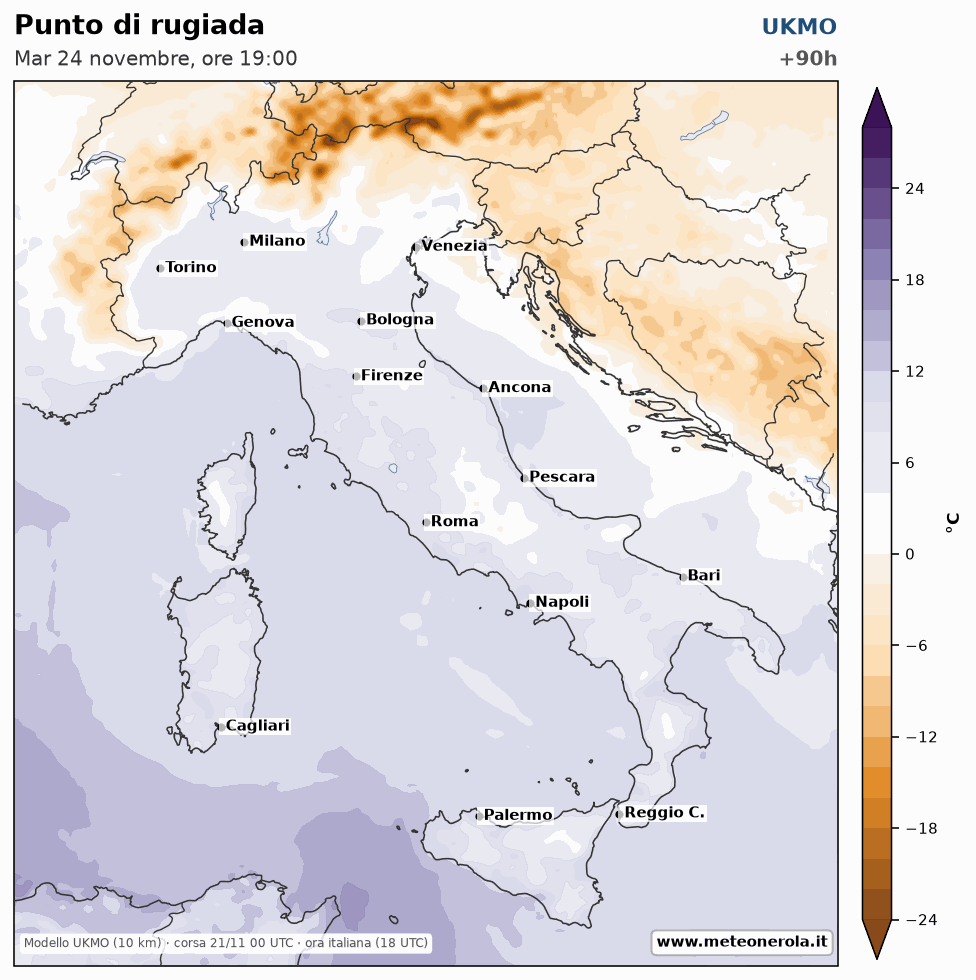 Punto di rugiada
UKMO
Mar 24 novembre, ore 19:00
+90h
Milano
Venezia
Torino
Genova
Bologna
Firenze
Ancona
Pescara
Roma
Bari
Napoli
Cagliari
Palermo
Reggio C.
24
18
12
6
0
−6
−12
−18
−24
°C
Modello UKMO (10 km) · corsa 21/11 00 UTC · ora italiana (18 UTC)
www.meteonerola.it